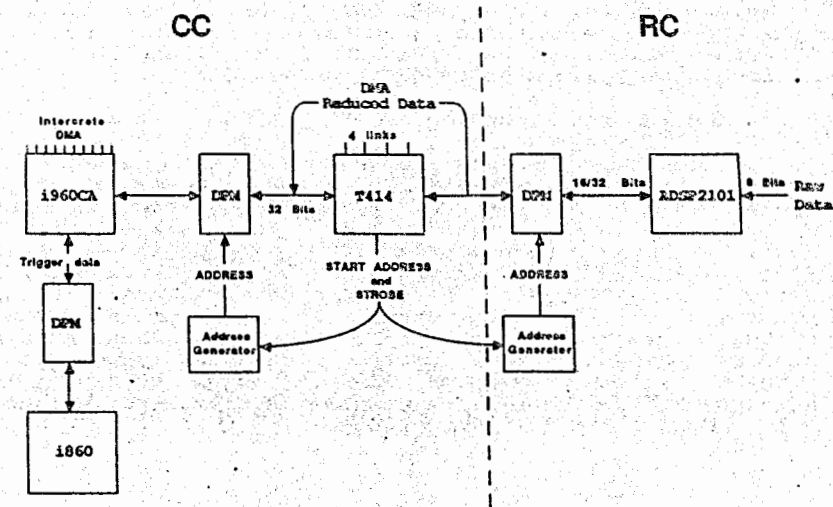 CC
RC
DMA
Reduced Data
Intercrate
DMA
4 links
i960CA
DPM
32 Bits
T414
DPM
16/32 Bits
ADSP2101
8 Bits
Raw
Data
Trigger data
ADDRESS
START ADDRESS
and
STROBE
ADDRESS
DPM
Address
Generator
Address
Generator
i860